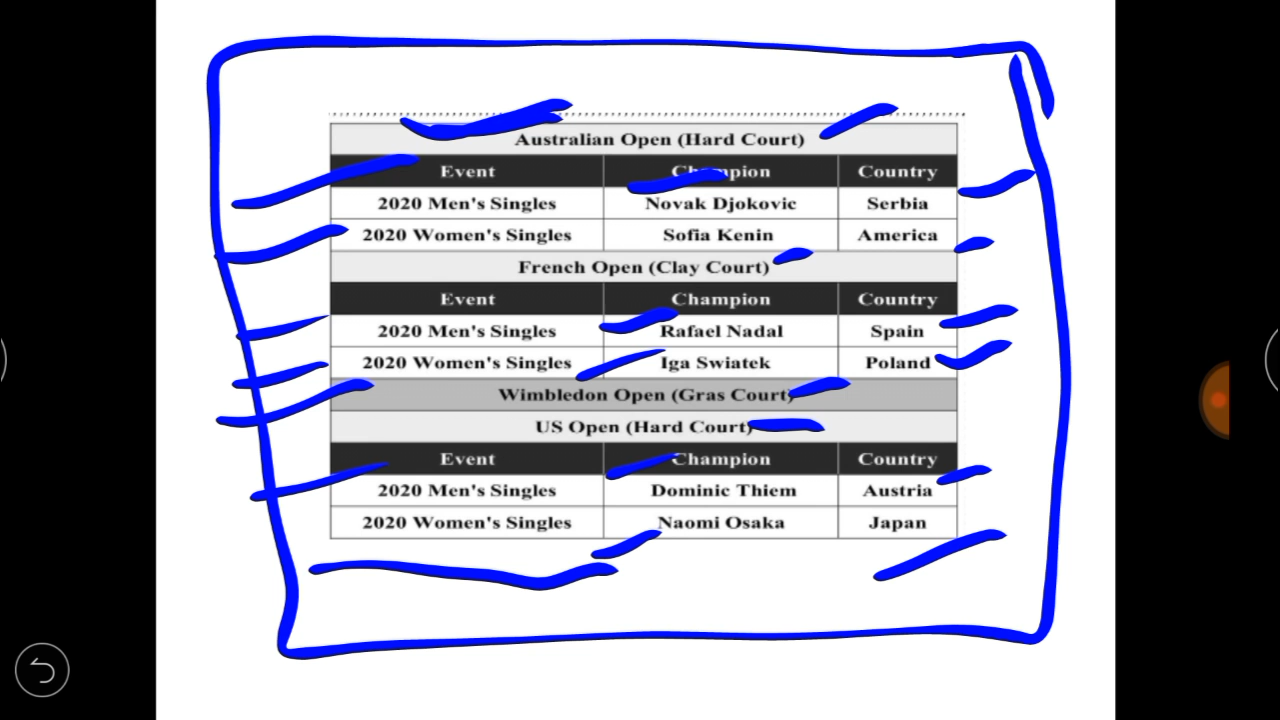 Australian Open (Hard Court)
Event Champion Country
2020 Men's Singles Novak Djokovic Serbia
2020 Women's Singles Sofia Kenin America
French Open (Clay Court)
Event Champion Country
2020 Men's Singles Rafael Nadal Spain
2020 Women's Singles Iga Swiatek Poland
Wimbledon Open (Gras Court)
US Open (Hard Court)
Event Champion Country
2020 Men's Singles Dominic Thiem Austria
2020 Women's Singles Naomi Osaka Japan